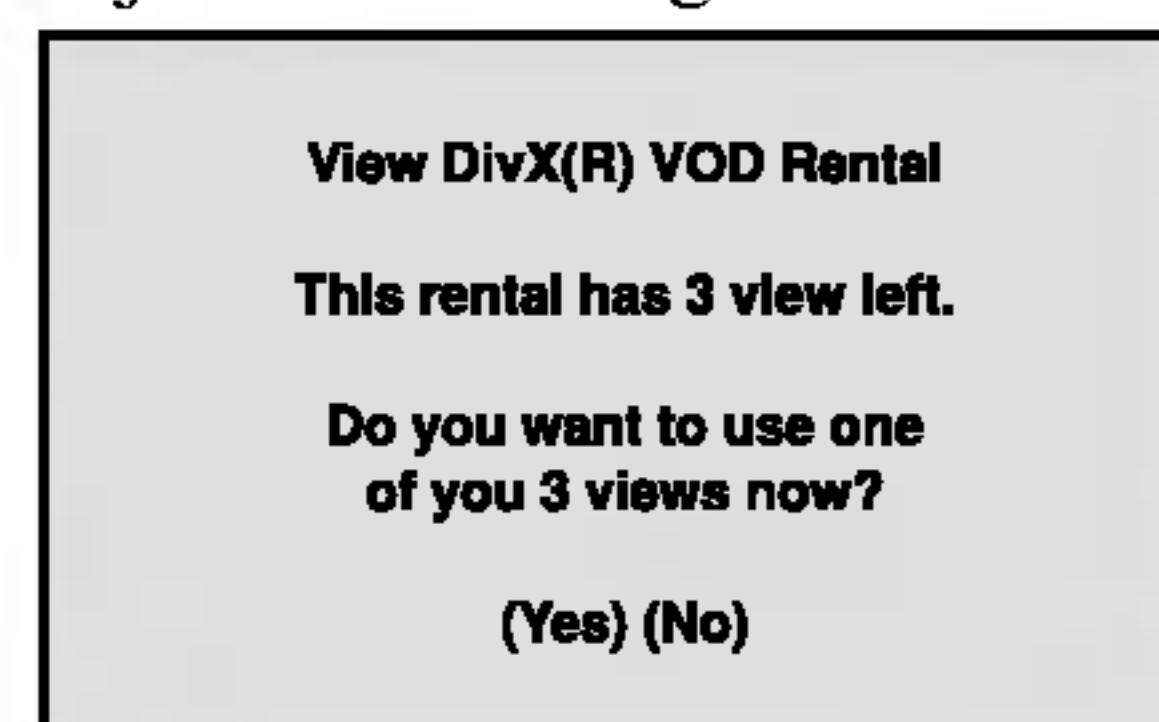 View DivX(R) VOD Rental
This rental has 3 view left.
Do you want to use one
of you 3 views now?
(Yes) (No)